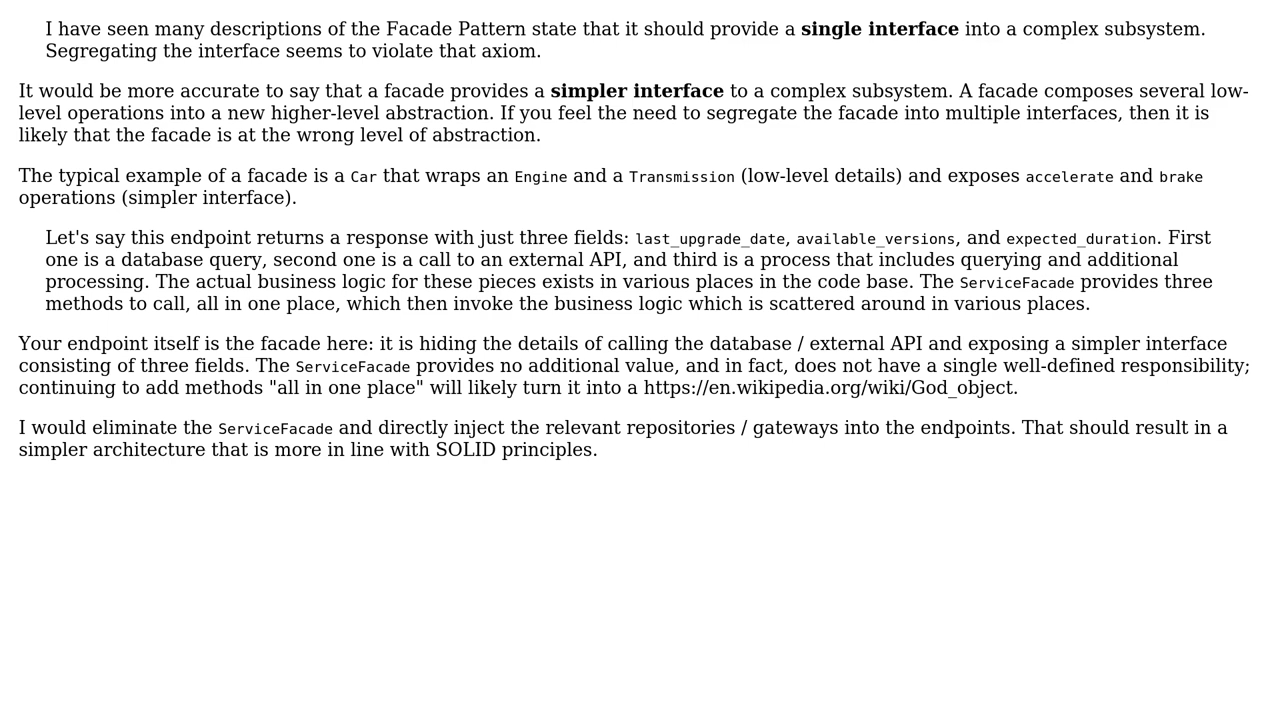 I have seen many descriptions of the Facade Pattern state that it should provide a single interface into a complex subsystem.
Segregating the interface seems to violate that axiom.
It would be more accurate to say that a facade provides a simpler interface to a complex subsystem. A facade composes several low-
level operations into a new higher-level abstraction. If you feel the need to segregate the facade into multiple interfaces, then it is
likely that the facade is at the wrong level of abstraction.
The typical example of a facade is a Car that wraps an Engine and a Transmission (low-level details) and exposes accelerate and brake
operations (simpler interface).
Let's say this endpoint returns a response with just three fields: last_upgrade_date, available_versions, and expected_duration. First
one is a database query, second one is a call to an external API, and third is a process that includes querying and additional
processing. The actual business logic for these pieces exists in various places in the code base. The ServiceFacade provides three
methods to call, all in one place, which then invoke the business logic which is scattered around in various places.
Your endpoint itself is the facade here: it is hiding the details of calling the database / external API and exposing a simpler interface
consisting of three fields. The ServiceFacade provides no additional value, and in fact, does not have a single well-defined responsibility;
continuing to add methods "all in one place" will likely turn it into a https://en.wikipedia.org/wiki/God_object.
I would eliminate the ServiceFacade and directly inject the relevant repositories / gateways into the endpoints. That should result in a
simpler architecture that is more in line with SOLID principles.